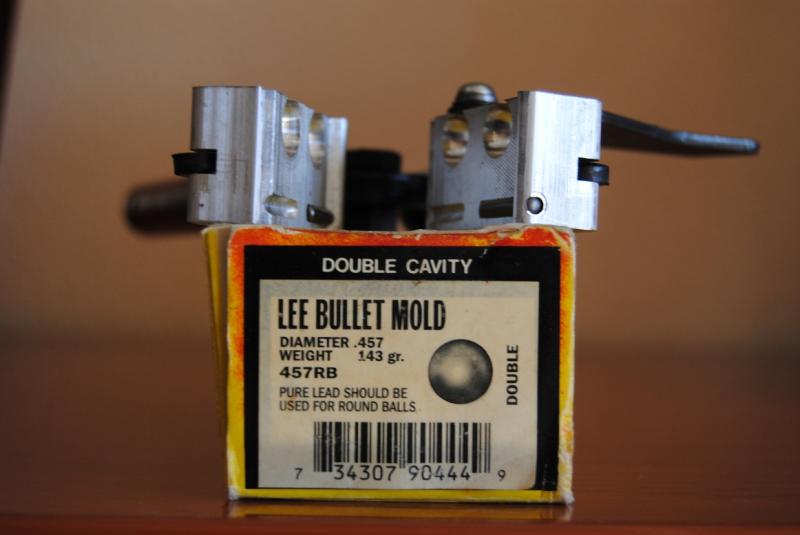 DOUBLE CAVITY
LEE BULLET MOLD
DIAMETER .457
WEIGHT 143 gr.
457RB
PURE LEAD SHOULD BE
USED FOR ROUND BALLS
DOUBLE
7 34307 90444 9